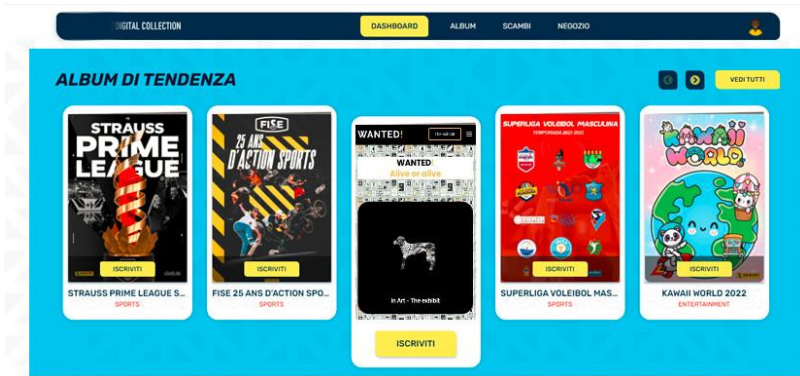 DIGITAL COLLECTION
DASHBOARD
ALBUM
SCAMBI
NEGOZIO
ALBUM DI TENDENZA
VEDI TUTTI
STRAUSS
PRIME
LEAGUE
ISCRIVITI
STRAUSS PRIME LEAGUE S...
SPORTS
FISE
25 ANS
D'ACTION SPORTS
ISCRIVITI
FISE 25 ANS D'ACTION SPO...
SPORTS
WANTED!
WANTED
Alive or alive
in Art - The exhibit
ISCRIVITI
SUPERLIGA VOLEIBOL MASCULINA
TEMPORADA 2021-2022
ISCRIVITI
SUPERLIGA VOLEIBOL MAS...
SPORTS
KAWAII
WORLD
ISCRIVITI
PANINI
KAWAII WORLD 2022
ENTERTAINMENT